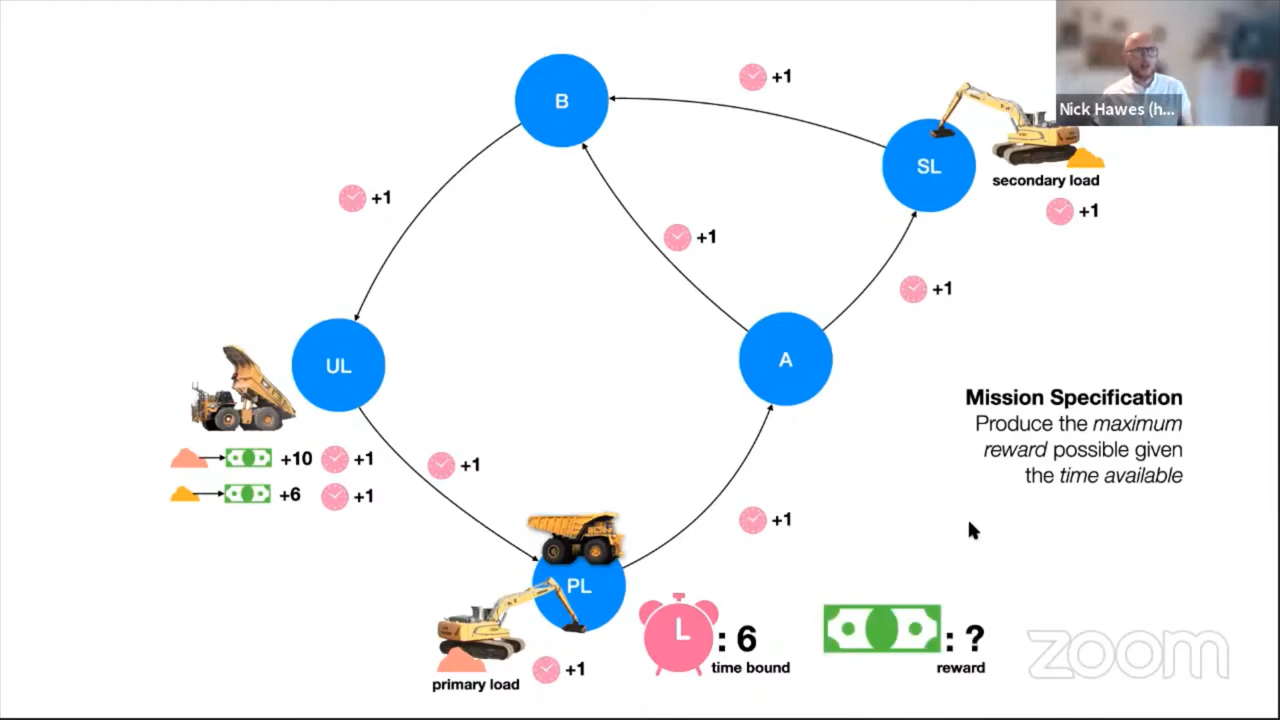 B
+1
Nick Hawes (h...
SL
secondary load
+1
+1
+1
+1
A
UL
Mission Specification
Produce the maximum
reward possible given
the time available
+10 +1
+6 +1
+1
+1
PL
primary load
+1
: 6
time bound
: ?
reward
zoom